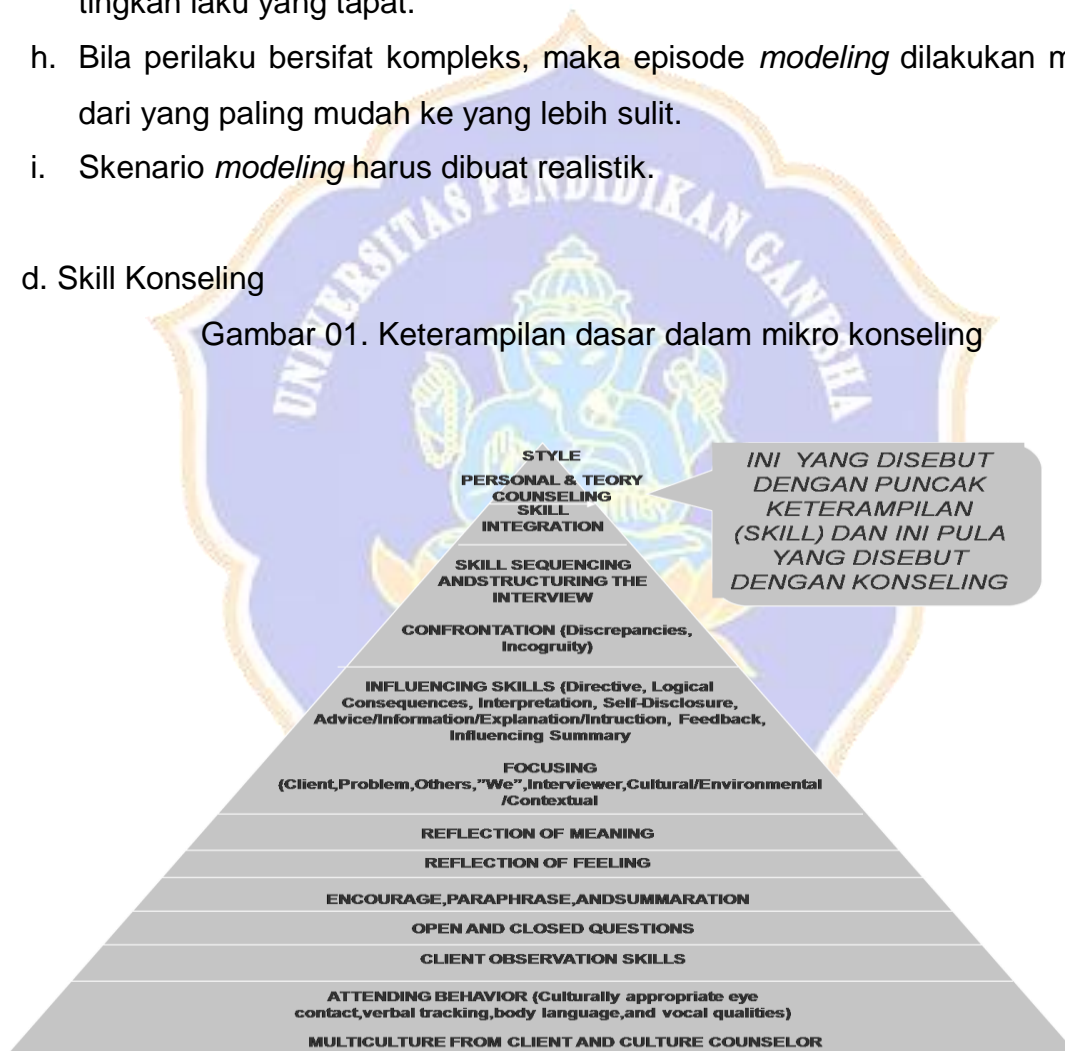 tingkah laku yang tapat.
h. Bila perilaku bersifat kompleks, maka episode modeling dilakukan
dari yang paling mudah ke yang lebih sulit.
i. Skenario modeling harus dibuat realistik.
UNIVERSITAS PENDIDIKAN GANESHA
d. Skill Konseling
Gambar 01. Keterampilan dasar dalam mikro konseling
STYLE
PERSONAL & TEORY
COUNSELING
SKILL
INTEGRATION
INI YANG DISEBUT
DENGAN PUNCAK
KETERAMPILAN
(SKILL) DAN INI PULA
YANG DISEBUT
DENGAN KONSELING
SKILL SEQUENCING
ANDSTRUCTURING THE
INTERVIEW
CONFRONTATION (Discrepancies,
Incogruity)
INFLUENCING SKILLS (Directive, Logical
Consequences, Interpretation, Self-Disclosure,
Advice/Information/Explanation/Intruction, Feedback,
Influencing Summary
FOCUSING
(Client,Problem,Others,"We",Interviewer,Cultural/Environmental
/Contextual
REFLECTION OF MEANING
REFLECTION OF FEELING
ENCOURAGE,PARAPHRASE,ANDSUMMARATION
OPEN AND CLOSED QUESTIONS
CLIENT OBSERVATION SKILLS
ATTENDING BEHAVIOR (Culturally appropriate eye
contact,verbal tracking,body language,and vocal qualities)
MULTICULTURE FROM CLIENT AND CULTURE COUNSELOR